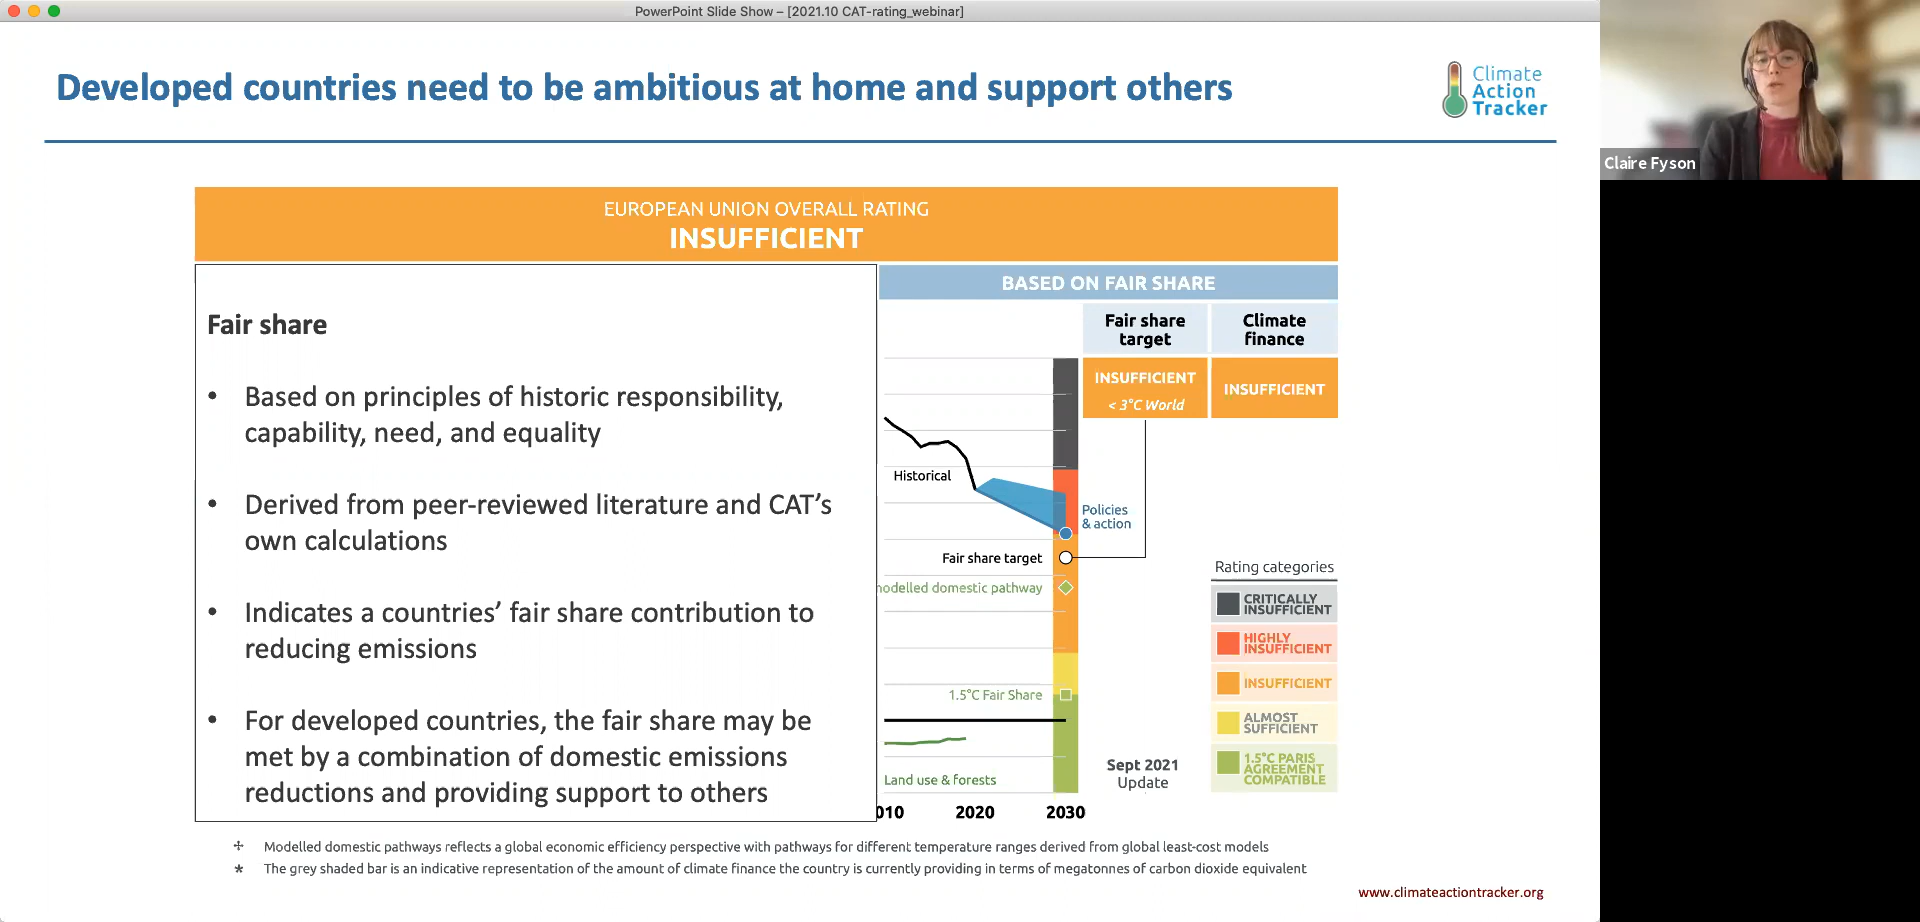 PowerPoint Slide Show – [2021.10 CAT-rating_webinar]
Developed countries need to be ambitious at home and support others
Climate
Action
Tracker
Claire Fyson
EUROPEAN UNION OVERALL RATING
INSUFFICIENT
Fair share
• Based on principles of historic responsibility,
capability, need, and equality
• Derived from peer-reviewed literature and CAT’s
own calculations
• Indicates a countries’ fair share contribution to
reducing emissions
• For developed countries, the fair share may be
met by a combination of domestic emissions
reductions and providing support to others
BASED ON FAIR SHARE
Fair share
target
Climate
finance
INSUFFICIENT
< 3°C World
INSUFFICIENT
Historical
Policies
& action
Fair share target
modelled domestic pathway
1.5°C Fair Share
Land use & forests
010
2020
2030
Sept 2021
Update
Rating categories
CRITICALLY
INSUFFICIENT
HIGHLY
INSUFFICIENT
INSUFFICIENT
ALMOST
SUFFICIENT
1.5°C PARIS
AGREEMENT
COMPATIBLE
✢ Modelled domestic pathways reflects a global economic efficiency perspective with pathways for different temperature ranges derived from global least-cost models
* The grey shaded bar is an indicative representation of the amount of climate finance the country is currently providing in terms of megatonnes of carbon dioxide equivalent
www.climateactiontracker.org